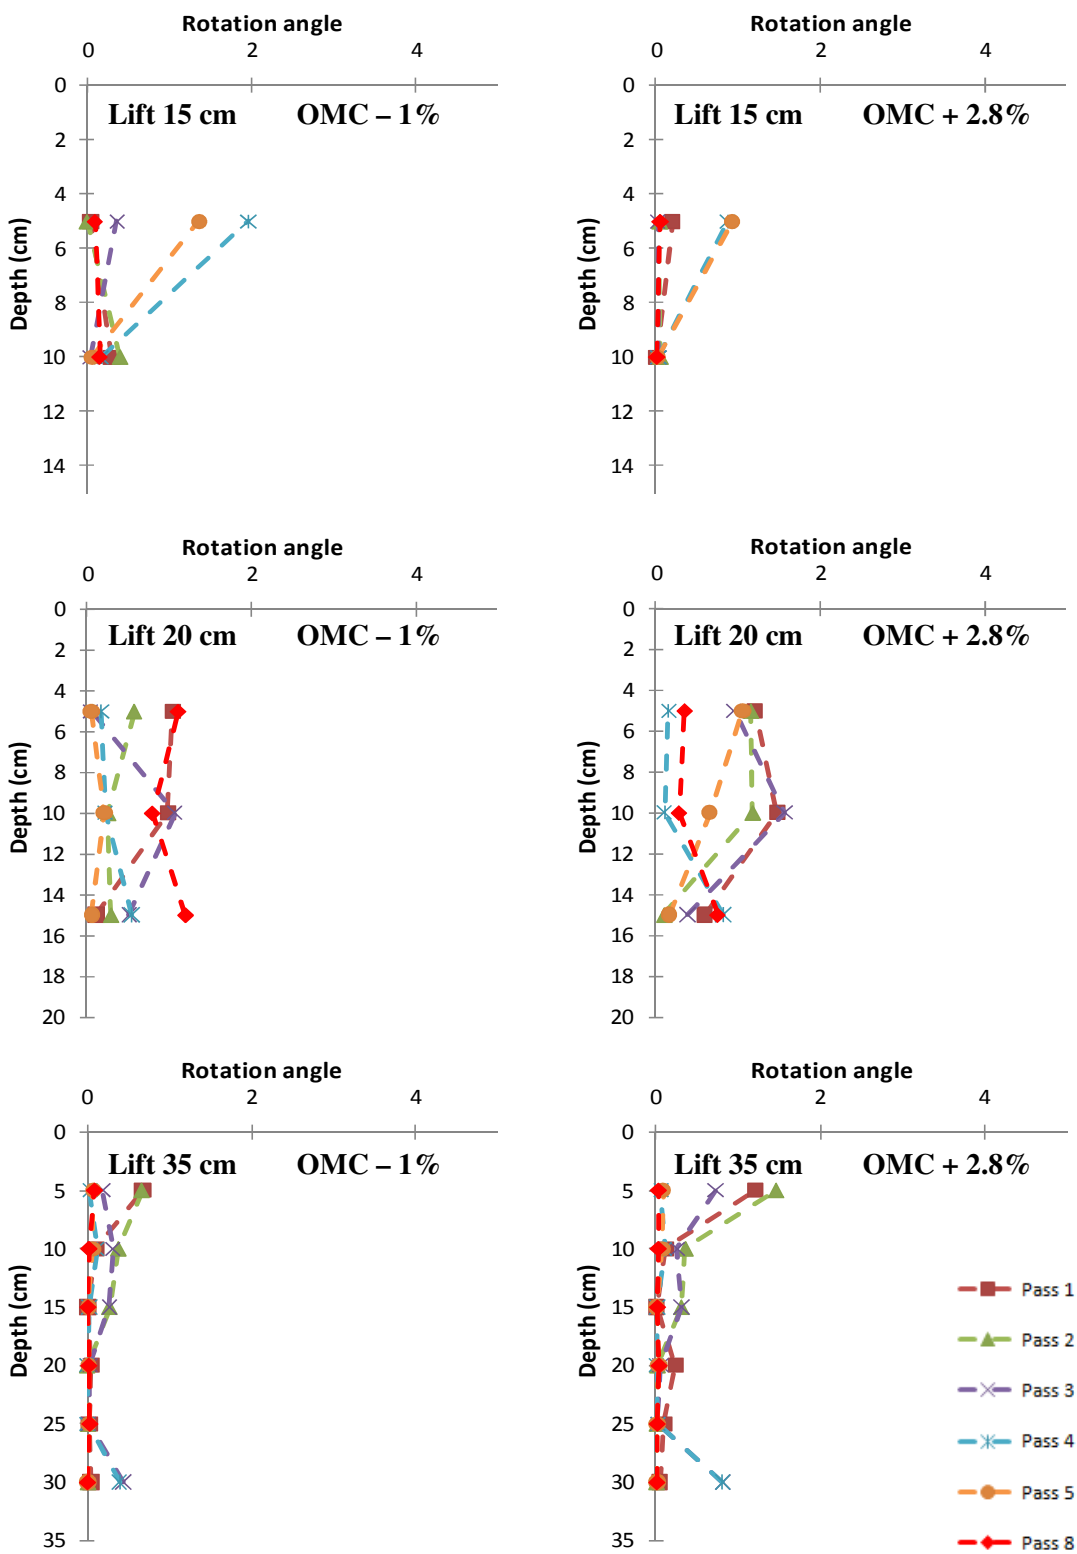 Rotation angle
0 2 4
Lift 15 cm OMC – 1%
0
2
4
6
8
10
12
14
Depth (cm)
Rotation angle
0 2 4
Lift 15 cm OMC + 2.8%
0
2
4
6
8
10
12
14
Depth (cm)
Rotation angle
0 2 4
Lift 20 cm OMC – 1%
0
2
4
6
8
10
12
14
16
18
20
Depth (cm)
Rotation angle
0 2 4
Lift 20 cm OMC + 2.8%
0
2
4
6
8
10
12
14
16
18
20
Depth (cm)
Rotation angle
0 2 4
Lift 35 cm OMC – 1%
0
5
10
15
20
25
30
35
Depth (cm)
Rotation angle
0 2 4
Lift 35 cm OMC + 2.8%
0
5
10
15
20
25
30
35
Depth (cm)
Pass 1
Pass 2
Pass 3
Pass 4
Pass 5
Pass 8